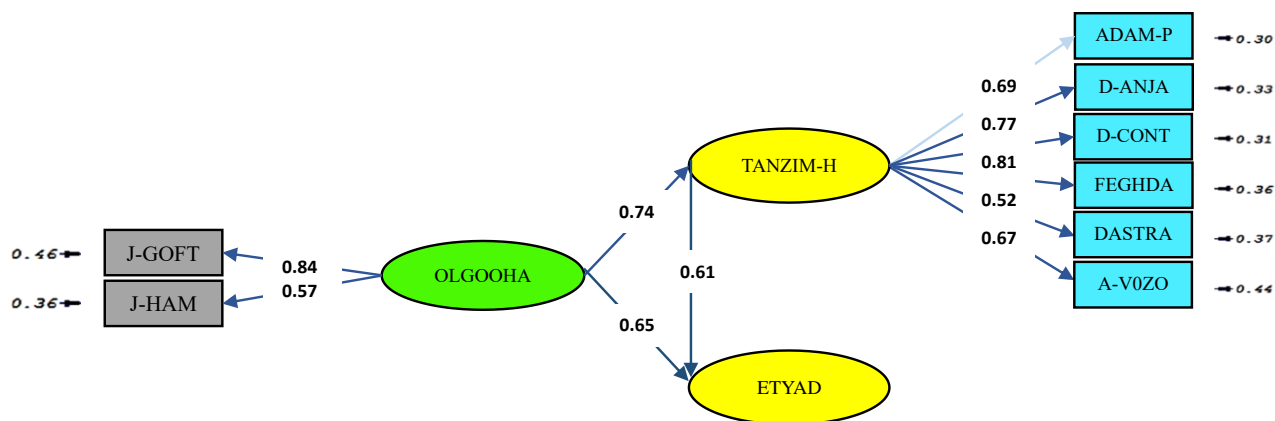 ADAM-P
0.30
0.69
D-ANJA
0.33
0.77
D-CONT
0.31
TANZIM-H
0.81
FEGHDA
0.36
0.52
0.74
DASTRA
0.37
0.67
0.46
J-GOFT
0.84
OLGOOHA
0.61
A-V0ZO
0.44
0.36
J-HAM
0.57
0.65
ETYAD